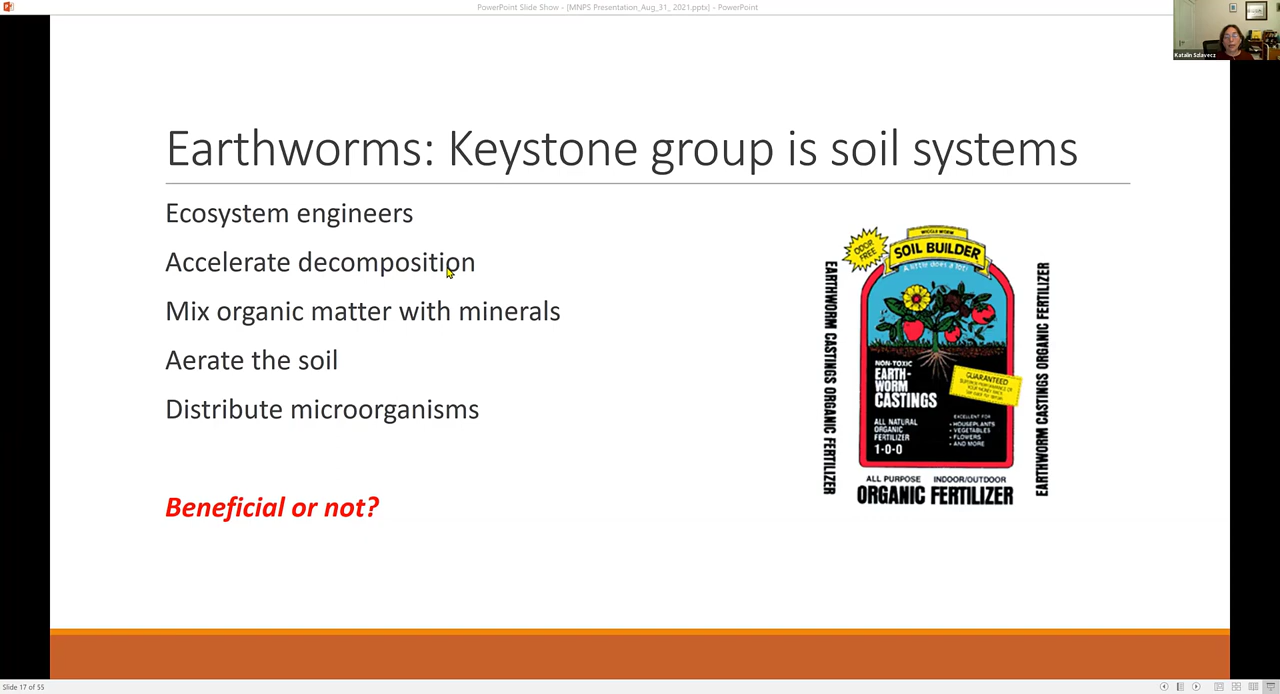 PowerPoint Slide Show - [MNPS Presentation_Aug_31, 2021.pptx] - PowerPoint
Katalin Szlavecz
Earthworms: Keystone group is soil systems
Ecosystem engineers
Accelerate decomposition
Mix organic matter with minerals
Aerate the soil
Distribute microorganisms
Beneficial or not?
EARTHWORM CASTINGS ORGANIC FERTILIZER
ODOR
FREE
WIGGLE WORM
SOIL BUILDER
A little does a lot!
NON-TOXIC
EARTH-
WORM
CASTINGS
ALL NATURAL
ORGANIC
FERTILIZER
1-0-0
GUARANTEED
EXCELLENT FOR
• HOUSEPLANTS
• VEGETABLES
• FLOWERS
• AND MORE
ALL PURPOSE INDOOR/OUTDOOR
ORGANIC FERTILIZER
EARTHWORM CASTINGS ORGANIC FERTILIZER
Slide 17 of 55